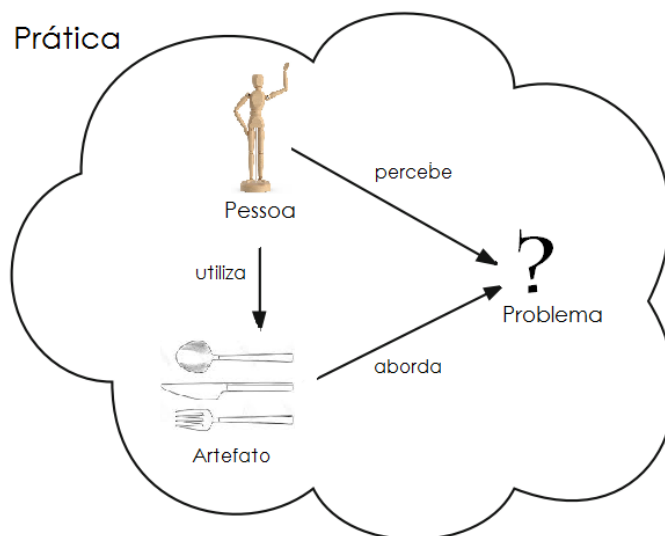 Prática
percebe
Pessoa
utiliza
?
Problema
aborda
Artefato